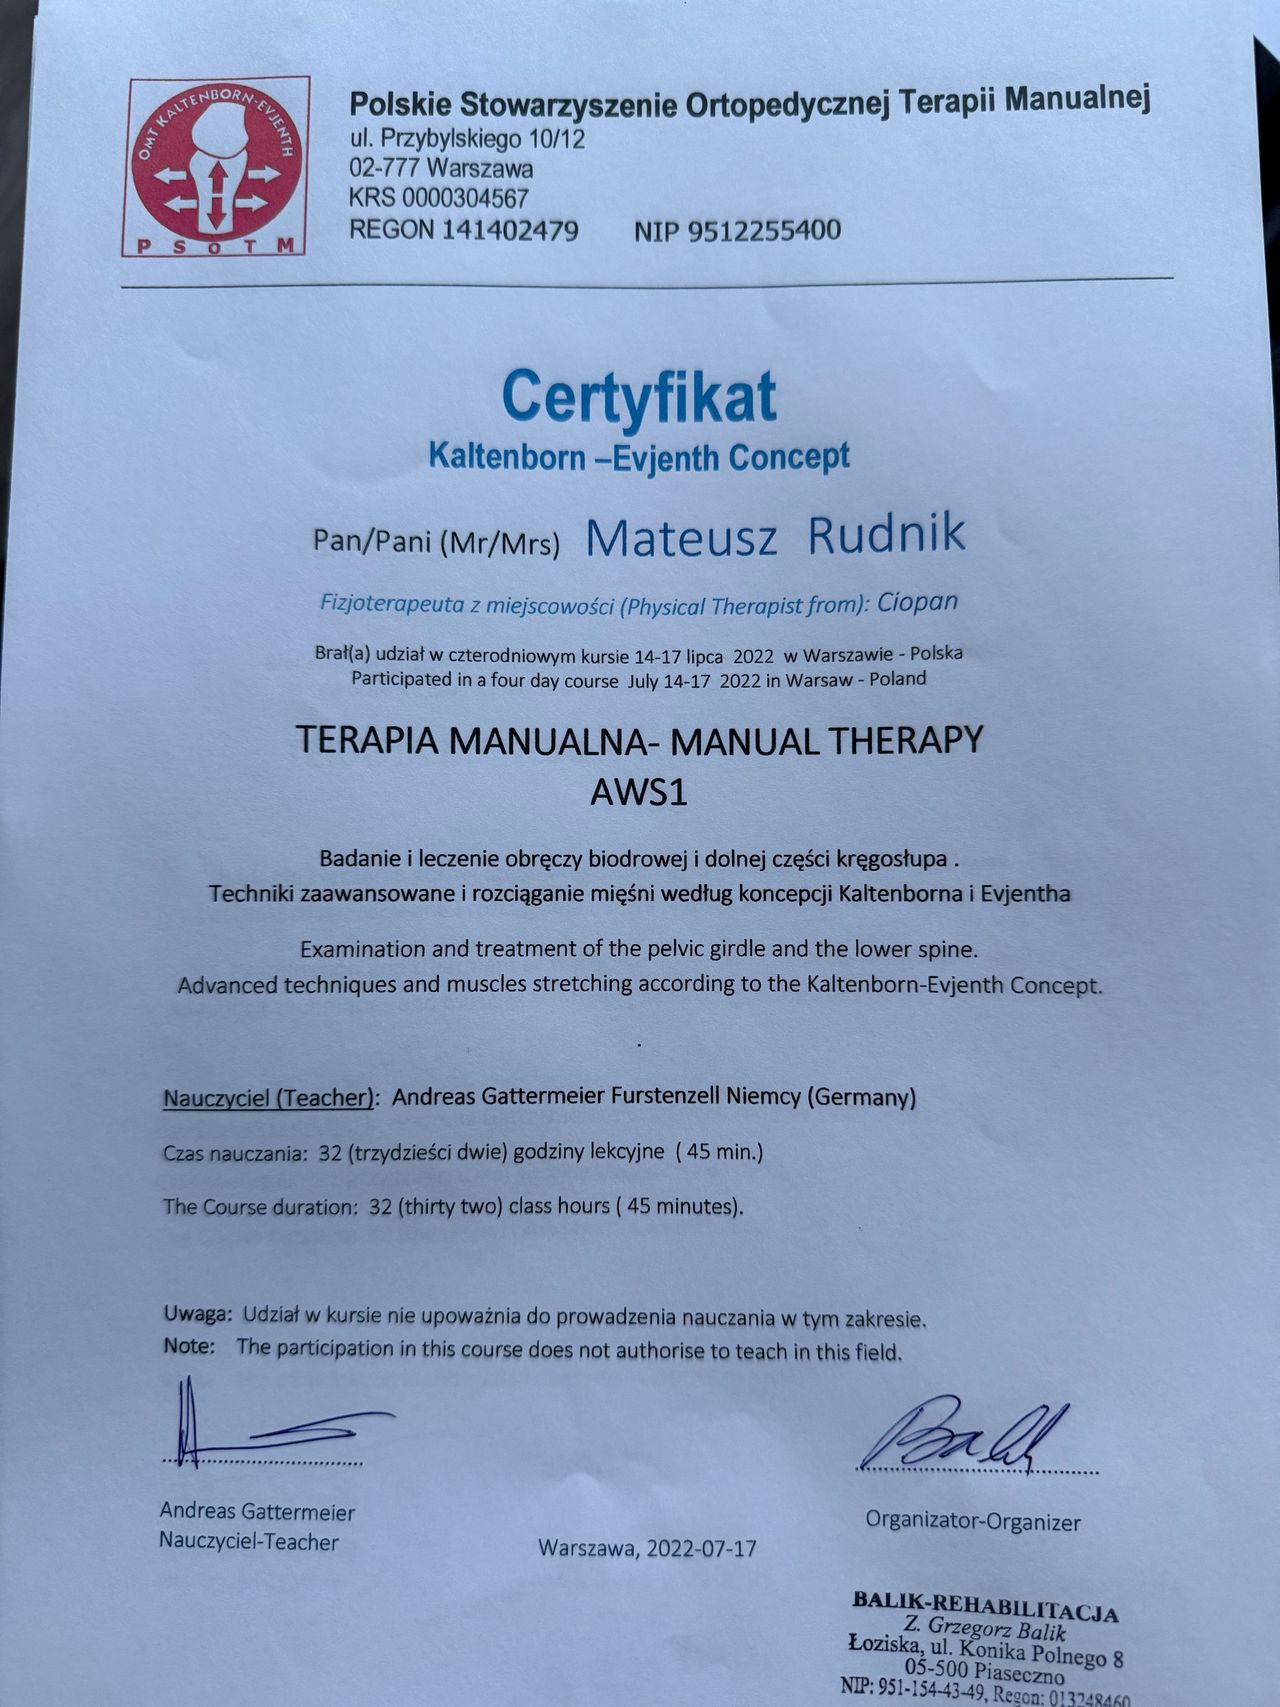 OMT KALTENBORN-EVJENTH
PSOTM
Polskie Stowarzyszenie Ortopedycznej Terapii Manualnej
ul. Przybylskiego 10/12
02-777 Warszawa
KRS 0000304567
REGON 141402479 NIP 9512255400
Certyfikat
Kaltenborn –Evjenth Concept
Pan/Pani (Mr/Mrs) Mateusz Rudnik
Fizjoterapeuta z miejscowości (Physical Therapist from): Ciopan
Brał(a) udział w czterodniowym kursie 14-17 lipca 2022 w Warszawie - Polska
Participated in a four day course July 14-17 2022 in Warsaw - Poland
TERAPIA MANUALNA- MANUAL THERAPY
AWS1
Badanie i leczenie obręczy biodrowej i dolnej części kręgosłupa .
Techniki zaawansowane i rozciąganie mięśni według koncepcji Kaltenborna i Evjentha
Examination and treatment of the pelvic girdle and the lower spine.
Advanced techniques and muscles stretching according to the Kaltenborn-Evjenth Concept.
.
Nauczyciel (Teacher): Andreas Gattermeier Furstenzell Niemcy (Germany)
Czas nauczania: 32 (trzydzieści dwie) godziny lekcyjne ( 45 min.)
The Course duration: 32 (thirty two) class hours ( 45 minutes).
Uwaga: Udział w kursie nie upoważnia do prowadzenia nauczania w tym zakresie.
Note: The participation in this course does not authorise to teach in this field.
Balik
Andreas Gattermeier
Nauczyciel-Teacher
Organizator-Organizer
Warszawa, 2022-07-17
BALIK-REHABILITACJA
Z. Grzegorz Balik
Łoziska, ul. Konika Polnego 8
05-500 Piaseczno
NIP: 951-154-43-49, Regon: 013248460